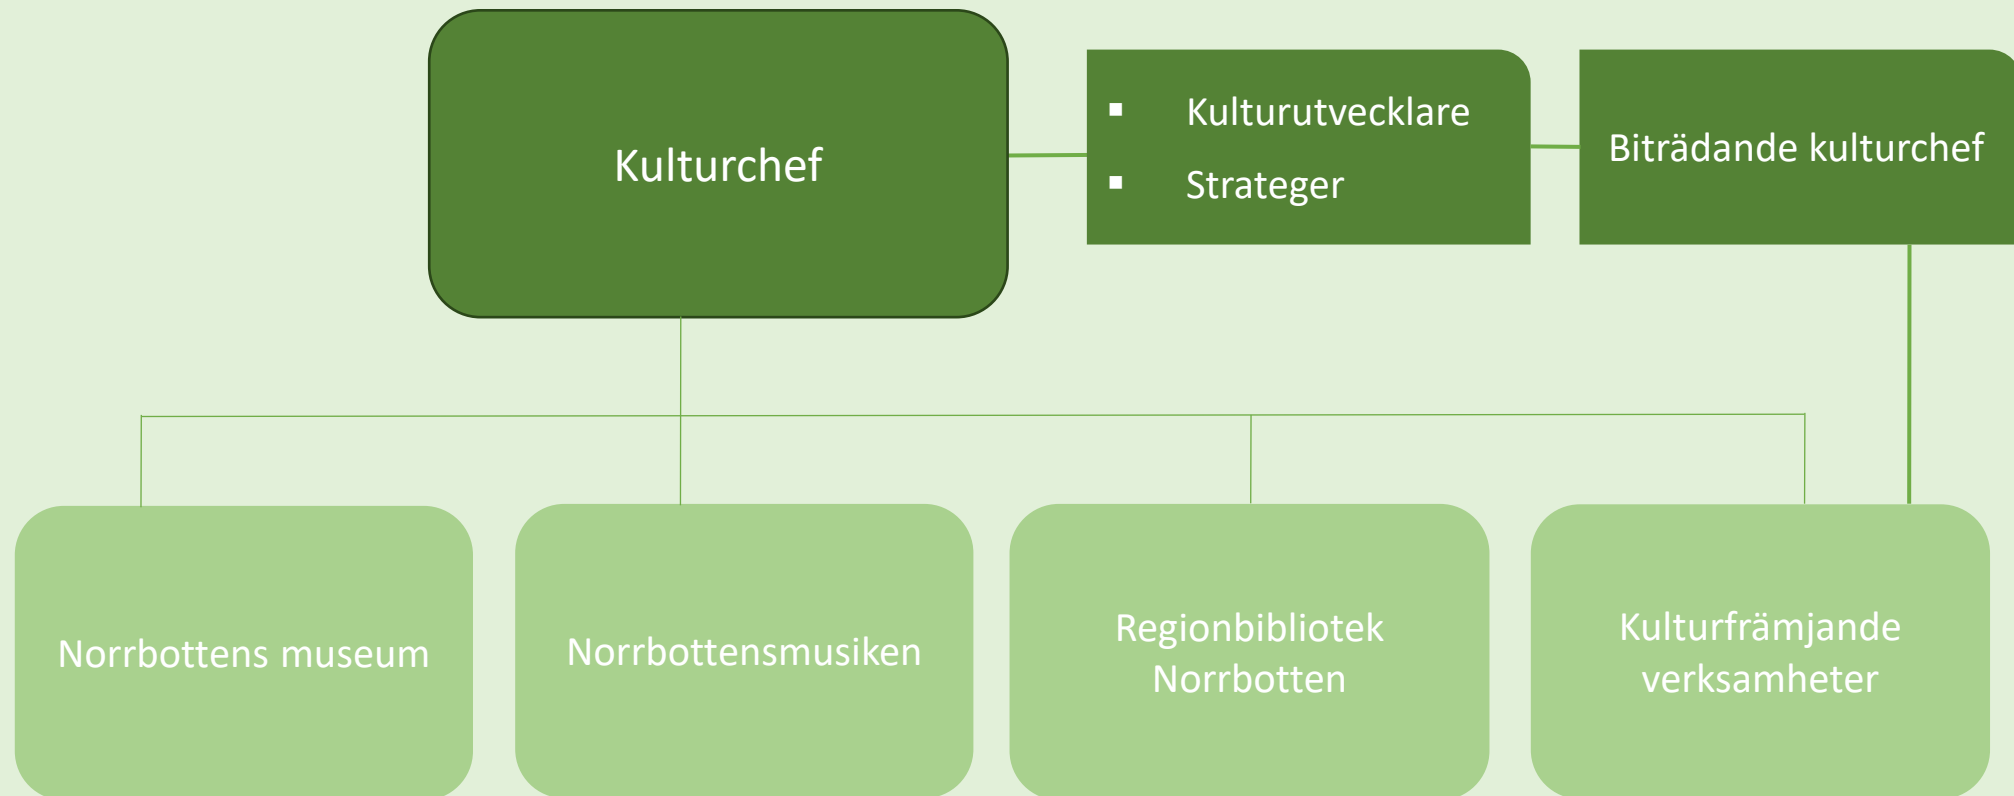 Kulturchef
▪ Kulturutvecklare
▪ Strateger
Biträdande kulturchef
Norrbottens museum
Norrbottensmusiken
Regionbibliotek
Norrbotten
Kulturfrämjande
verksamheter